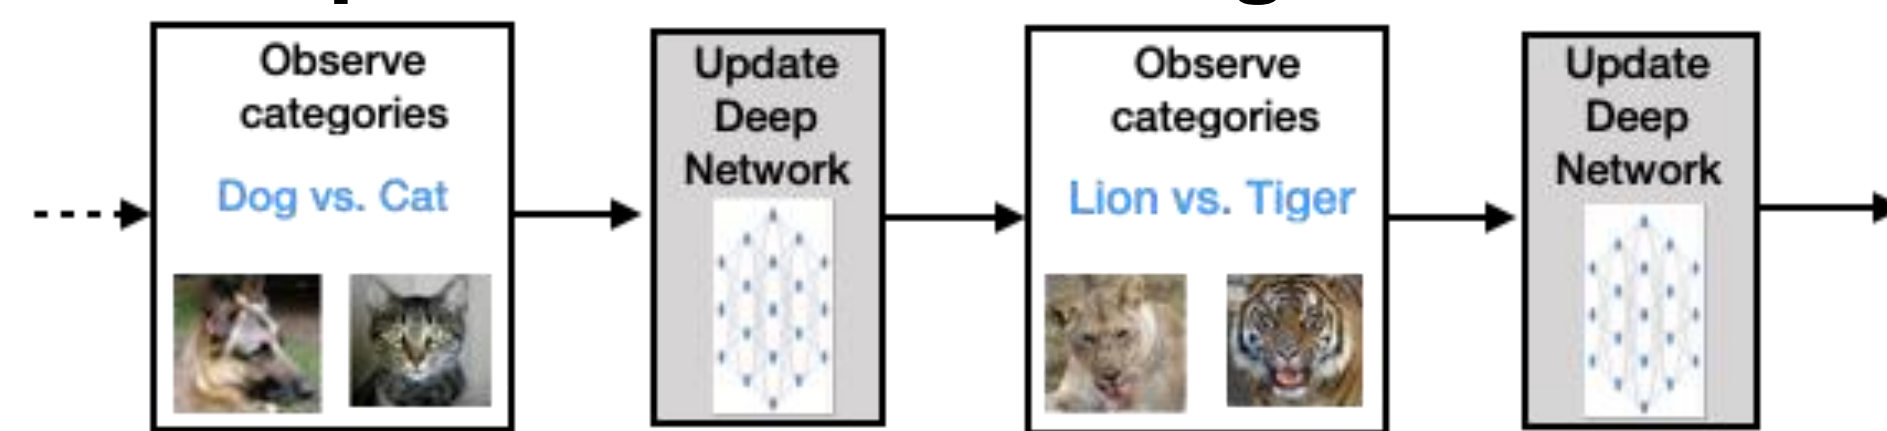 Observe
categories
Dog vs. Cat
Update
Deep
Network
Observe
categories
Lion vs. Tiger
Update
Deep
Network